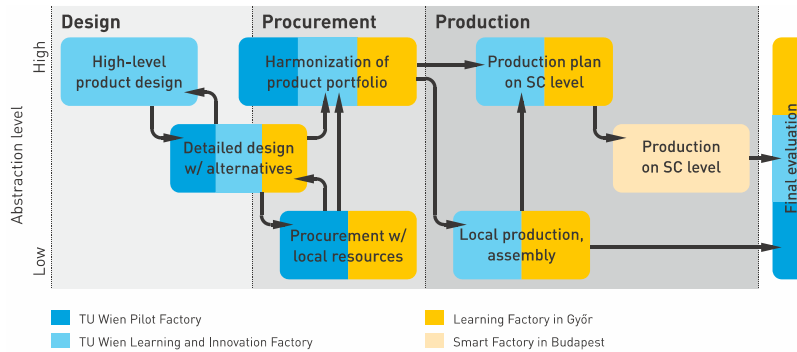 Design
Procurement
Production
High
Abstraction level
Low
High-level
product design
Harmonization of
product portfolio
Production plan
on SC level
Detailed design
w/ alternatives
Production
on SC level
Procurement w/
local resources
Local production,
assembly
Final evaluation
TU Wien Pilot Factory
TU Wien Learning and Innovation Factory
Learning Factory in Győr
Smart Factory in Budapest